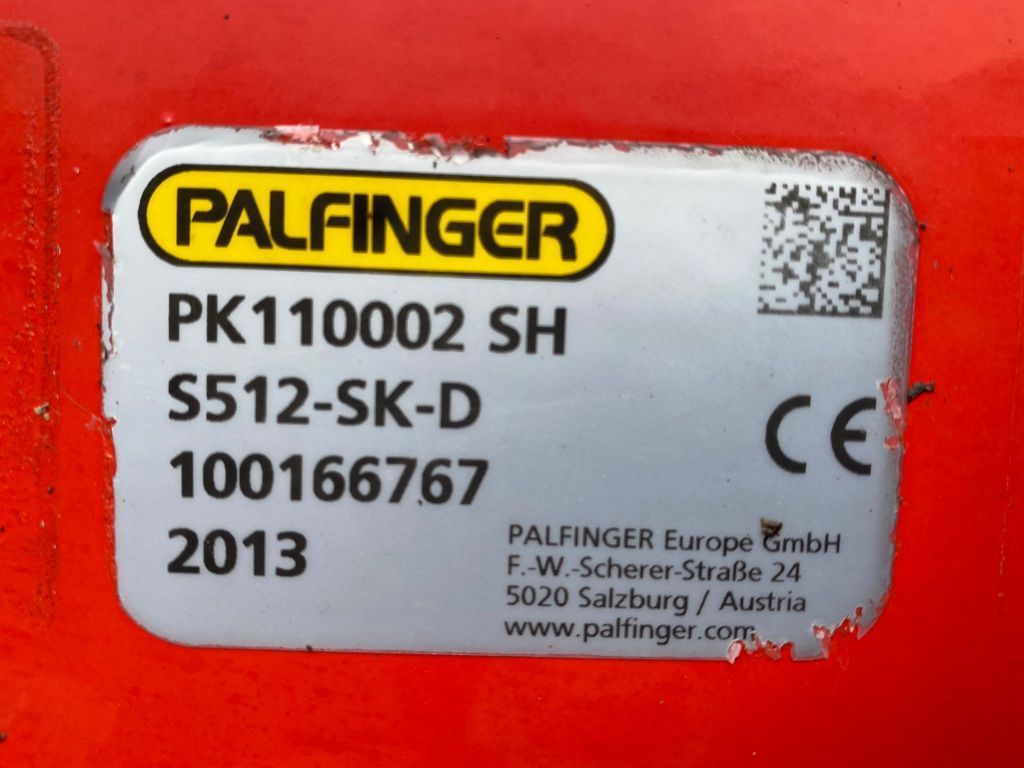 PALFINGER
PK110002 SH
S512-SK-D
100166767
2013
CE
PALFINGER Europe GmbH
F.-W.-Scherer-Straße 24
5020 Salzburg / Austria
www.palfinger.com